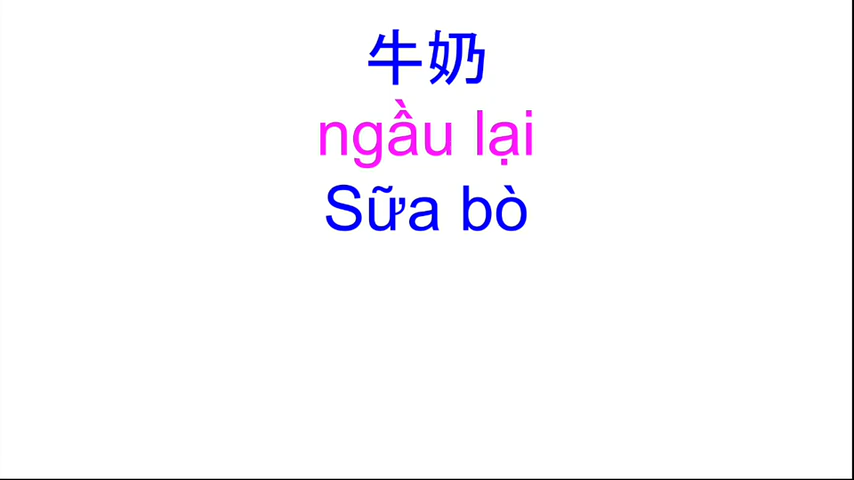 牛奶
ngầu lại
Sữa bò